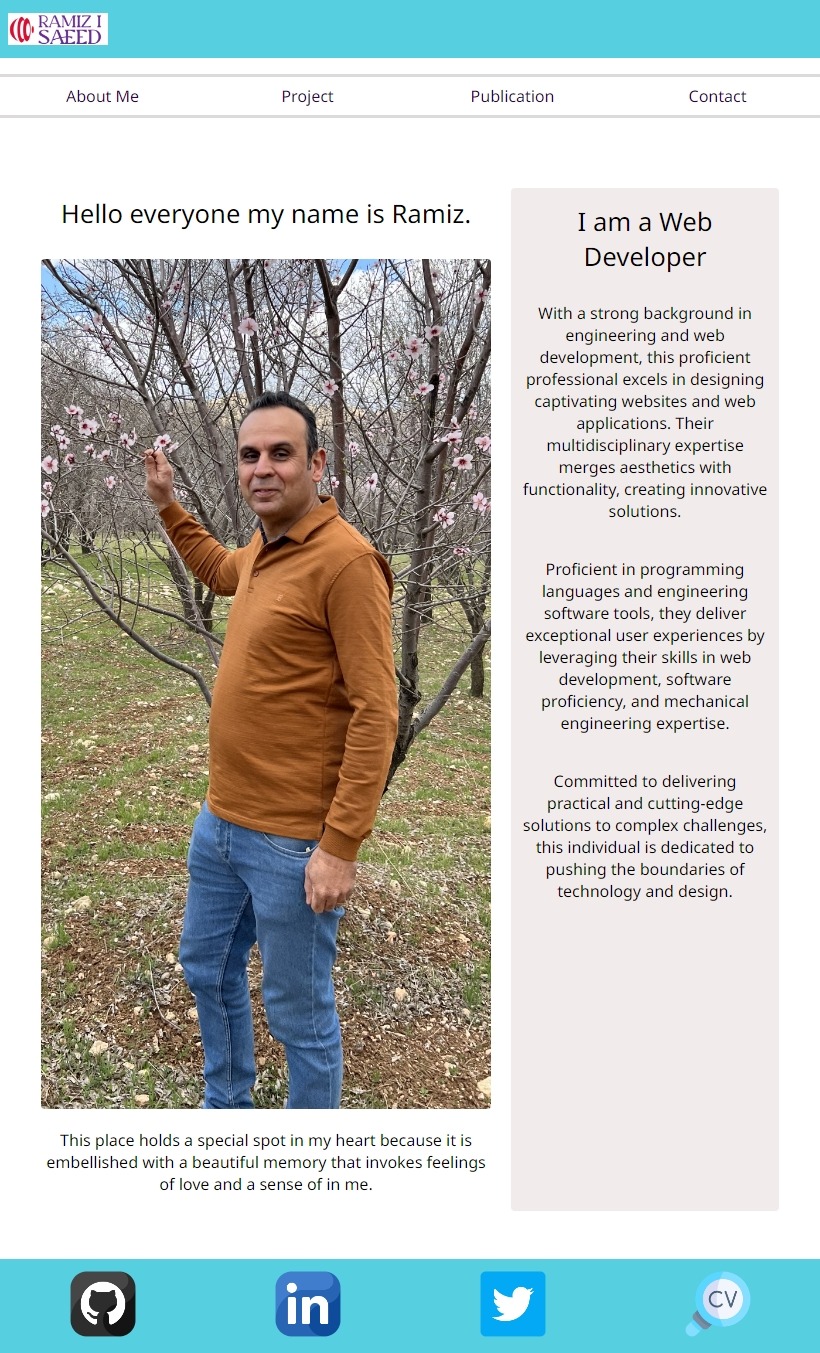 RAMIZ I
SAEED
About Me
Project
Publication
Contact
Hello everyone my name is Ramiz.
This place holds a special spot in my heart because it is
embellished with a beautiful memory that invokes feelings
of love and a sense of in me.
I am a Web
Developer
With a strong background in
engineering and web
development, this proficient
professional excels in designing
captivating websites and web
applications. Their
multidisciplinary expertise
merges aesthetics with
functionality, creating innovative
solutions.
Proficient in programming
languages and engineering
software tools, they deliver
exceptional user experiences by
leveraging their skills in web
development, software
proficiency, and mechanical
engineering expertise.
Committed to delivering
practical and cutting-edge
solutions to complex challenges,
this individual is dedicated to
pushing the boundaries of
technology and design.
in
CV